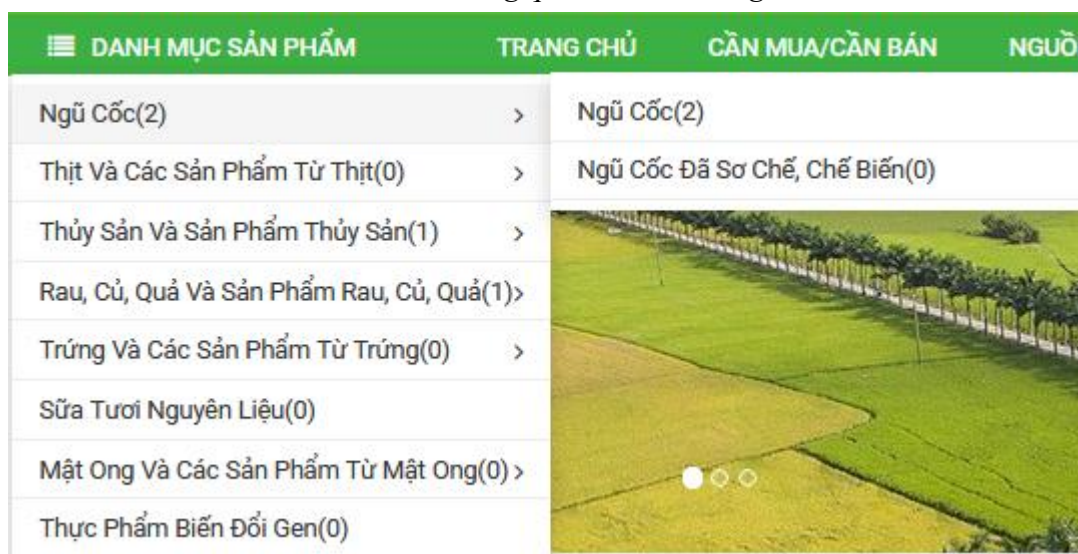 DANH MỤC SẢN PHẨM TRANG CHỦ CẦN MUA/CẦN BÁN
Ngũ Cốc(2) >
Thịt Và Các Sản Phẩm Từ Thịt(0) >
Thủy Sản Và Sản Phẩm Thủy Sản(1) >
Rau, Củ, Quả Và Sản Phẩm Rau, Củ, Quả(1)>
Trứng Và Các Sản Phẩm Từ Trứng(0) >
Sữa Tươi Nguyên Liệu(0)
Mật Ong Và Các Sản Phẩm Từ Mật Ong(0) >
Thực Phẩm Biến Đổi Gen(0)
Ngũ Cốc(2)
Ngũ Cốc Đã Sơ Chế, Chế Biến(0)